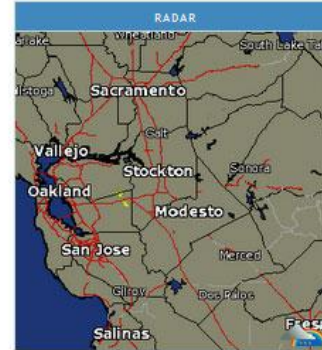 RADAR
Wheatland
South Lake Ta
Sacramento
Galt
Vallejo
Stockton
Sonora
Oakland
Modesto
San Jose
Merced
Gilroy
Dos Palos
Fres
Salinas